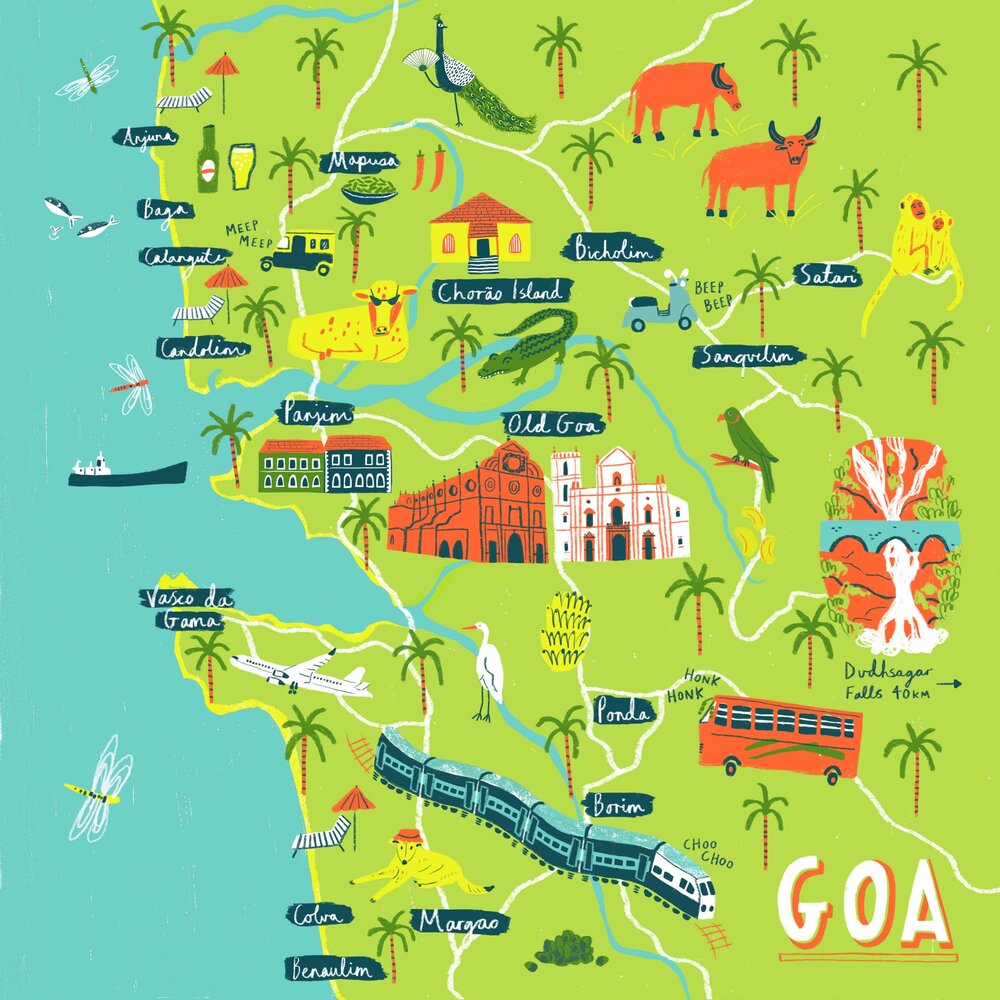 Anjuna
Mapusa
Baga
MEEP
MEEP
Calangute
Bicholim
Satari
Chorão Island
BEEP
BEEP
Candolim
Sanquelim
Panjim
Old Goa
Vasco da
Gama
Dudhsagar
Falls 40KM
HONK
HONK
Ponda
Borim
CHOO
CHOO
GOA
Colva
Margao
Benaulim